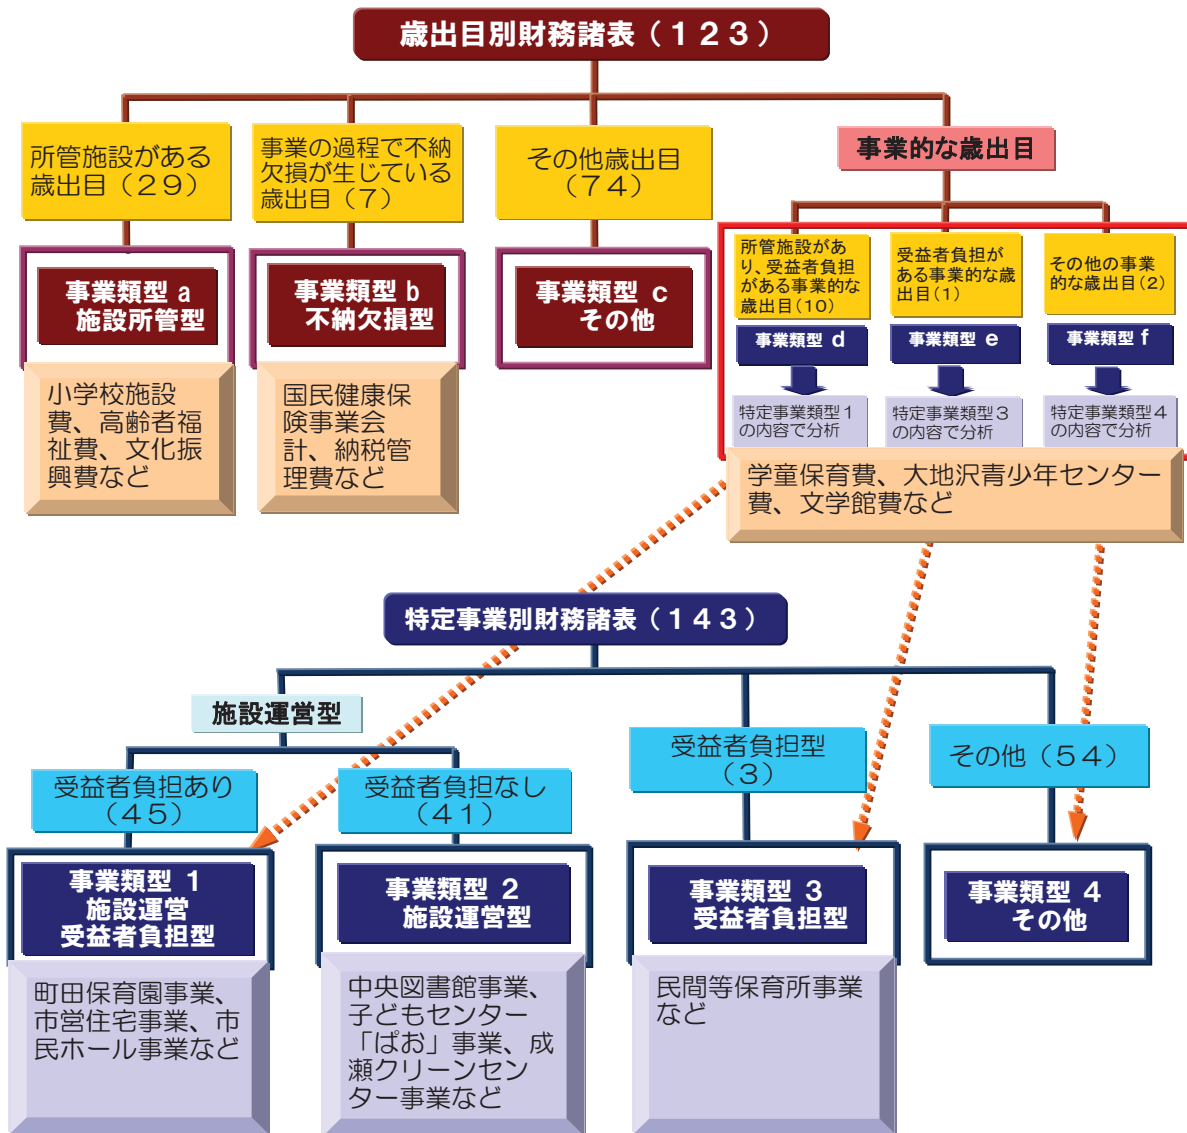 歳出目別財務諸表（１２３）
所管施設がある
歳出目（２９）
事業の過程で不納
欠損が生じている
歳出目（７）
その他歳出目
（７４）
事業的な歳出目
所管施設があ
り、受益者負担
がある事業的な
歳出目（10）
受益者負担が
ある事業的な歳
出目（1）
その他の事業
的な歳出目（2）
事業類型 a
施設所管型
事業類型 b
不納欠損型
事業類型 c
その他
事業類型 d
事業類型 e
事業類型 f
特定事業類型１
の内容で分析
特定事業類型３
の内容で分析
特定事業類型４
の内容で分析
小学校施設
費、高齢者福
祉費、文化振
興費など
国民健康保
険事業会
計、納税管
理費など
学童保育費、大地沢青少年センター
費、文学館費など
特定事業別財務諸表（１４３）
施設運営型
受益者負担あり
（４５）
受益者負担なし
（４１）
受益者負担型
（３）
その他（５４）
事業類型 1
施設運営
受益者負担型
事業類型 2
施設運営型
事業類型 3
受益者負担型
事業類型 4
その他
町田保育園事業、
市営住宅事業、市
民ホール事業など
中央図書館事業、
子どもセンター
「ぱお」事業、成
瀬クリーンセン
ター事業など
民間等保育所事業
など